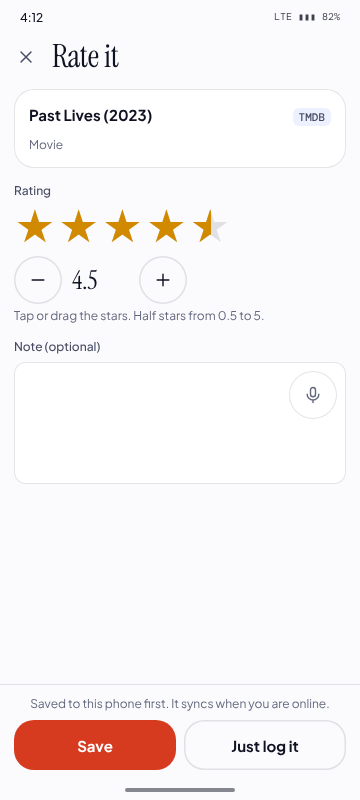 4:12
LTE 82%
Rate it
Past Lives (2023)
TMDB
Movie
Rating
4.5
Tap or drag the stars. Half stars from 0.5 to 5.
Note (optional)
Saved to this phone first. It syncs when you are online.
Save
Just log it